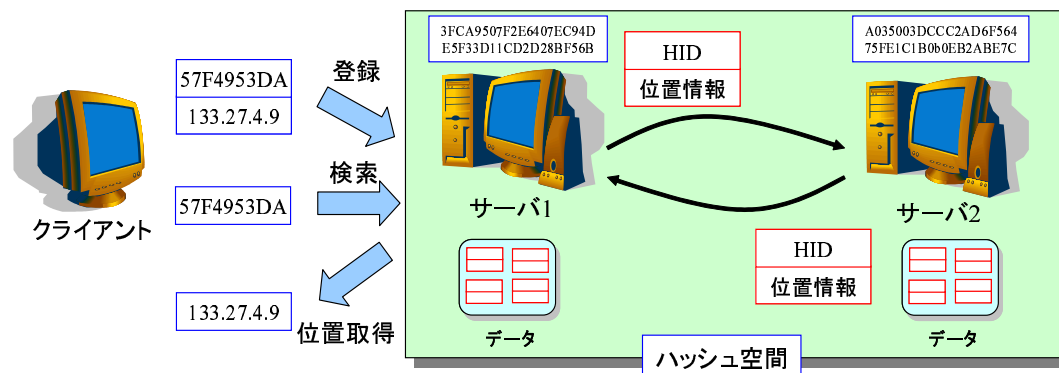 3FCA9507F2E6407EC94D
E5F33D11CD2D28BF56B
A035003DCCC2AD6F564
75FE1C1B0b0EB2ABE7C
57F4953DA
133.27.4.9
登録
HID
位置情報
検索
57F4953DA
クライアント
サーバ1
サーバ2
HID
位置情報
133.27.4.9
位置取得
データ
データ
ハッシュ空間